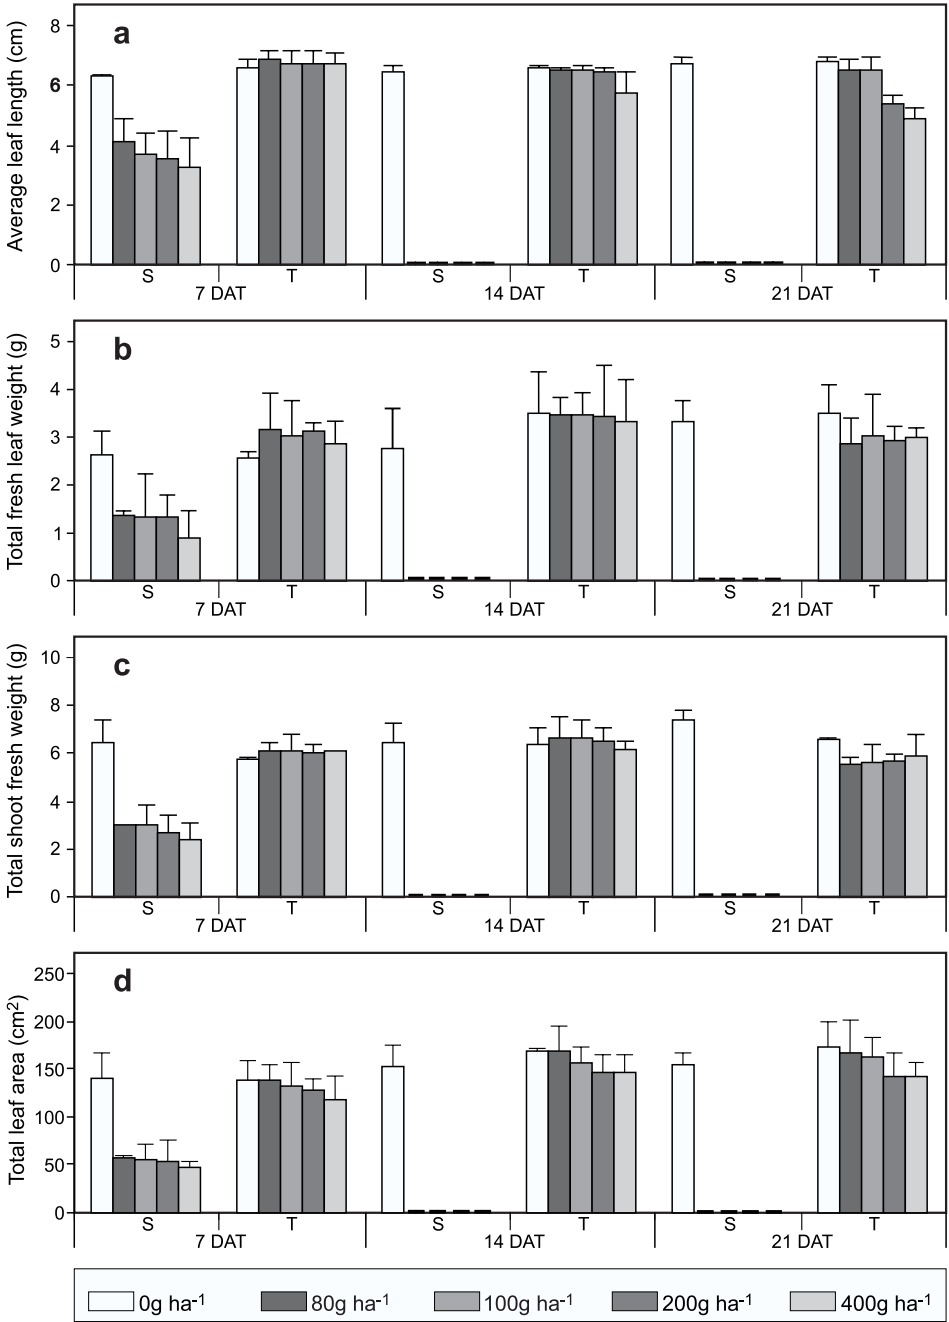 a
Average leaf length (cm)
8
6
4
2
0
S T S T S T
7 DAT 14 DAT 21 DAT
b
Total fresh leaf weight (g)
5
4
3
2
1
0
S T S T S T
7 DAT 14 DAT 21 DAT
c
Total shoot fresh weight (g)
10
8
6
4
2
0
S T S T S T
7 DAT 14 DAT 21 DAT
d
Total leaf area (cm²)
250
200
150
100
50
0
S T S T S T
7 DAT 14 DAT 21 DAT
0g ha⁻¹ 80g ha⁻¹ 100g ha⁻¹ 200g ha⁻¹ 400g ha⁻¹